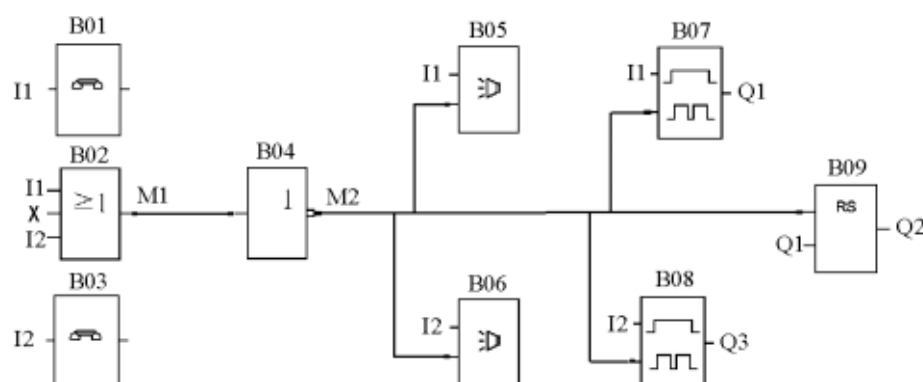 B01
I1
B02
I1
X
I2
≥1
M1
B03
I2
B04
1
M2
B05
I1
B06
I2
B07
I1
Q1
B08
I2
Q3
B09
RS
Q1
Q2